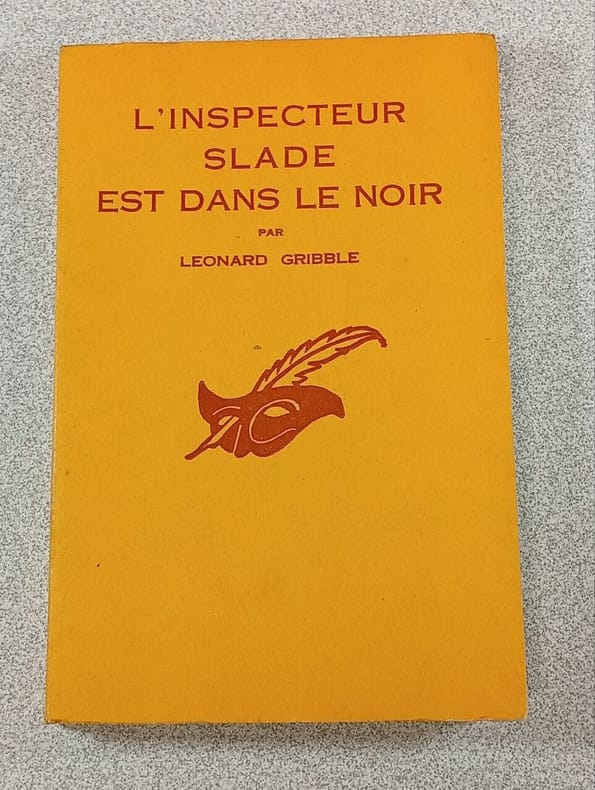 L'INSPECTEUR
SLADE
EST DANS LE NOIR
PAR
LEONARD GRIBBLE